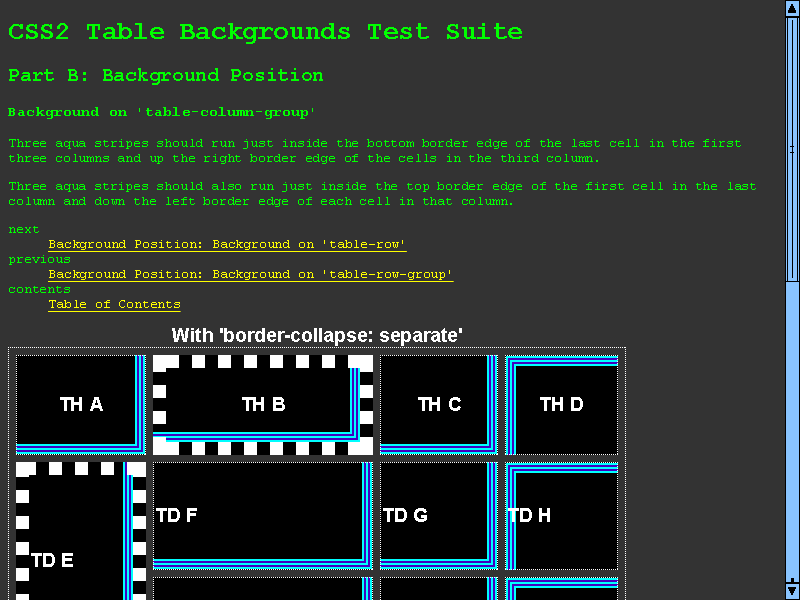 CSS2 Table Backgrounds Test Suite
Part B: Background Position
Background on 'table-column-group'
Three aqua stripes should run just inside the bottom border edge of the last cell in the first
three columns and up the right border edge of the cells in the third column.
Three aqua stripes should also run just inside the top border edge of the first cell in the last
column and down the left border edge of each cell in that column.
next
Background Position: Background on 'table-row'
previous
Background Position: Background on 'table-row-group'
contents
Table of Contents
With 'border-collapse: separate'
TH A TH B TH C TH D
TD E TD F TD G TD H